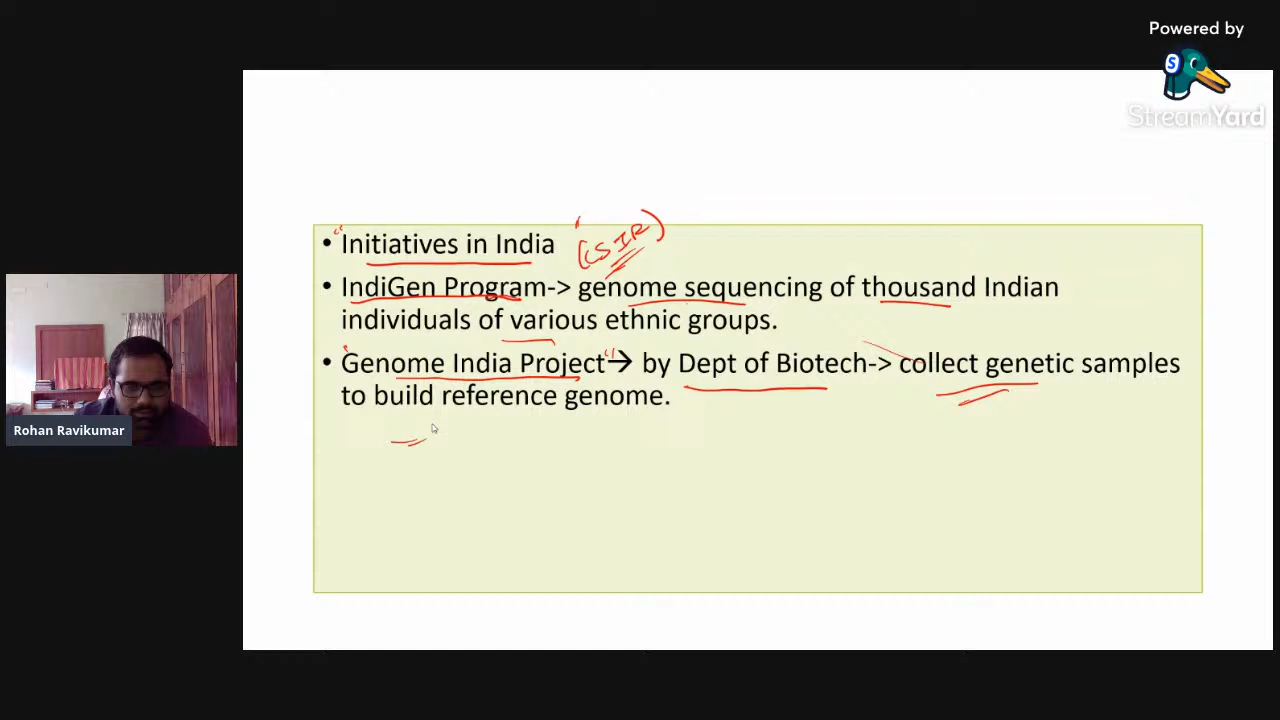 Powered by
StreamYard
• Initiatives in India (CSIR)
• IndiGen Program-> genome sequencing of thousand Indian
individuals of various ethnic groups.
• Genome India Project"→ by Dept of Biotech-> collect genetic samples
to build reference genome.
Rohan Ravikumar